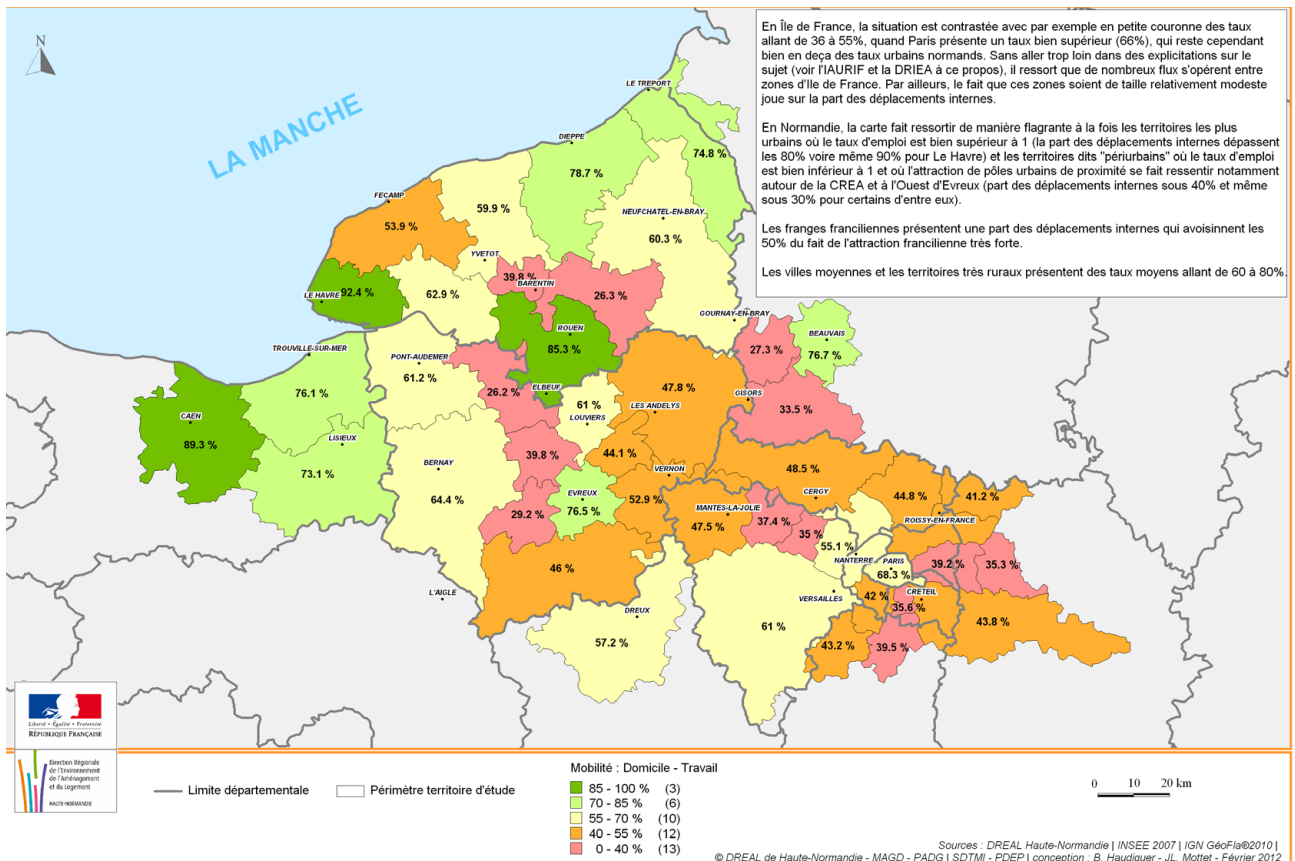 En Île de France, la situation est contrastée avec par exemple en petite couronne des taux
allant de 36 à 55%, quand Paris présente un taux bien supérieur (66%), qui reste cependant
bien en deça des taux urbains normands. Sans aller trop loin dans des explicitations sur le
sujet (voir l'IAURIF et la DRIEA à ce propos), il ressort que de nombreux flux s'opérent entre
zones d'Ile de France. Par ailleurs, le fait que ces zones soient de taille relativement modeste
joue sur la part des déplacements internes.
En Normandie, la carte fait ressortir de manière flagrante à la fois les territoires les plus
urbains où le taux d'emploi est bien supérieur à 1 (la part des déplacements internes dépassent
les 80% voire même 90% pour Le Havre) et les territoires dits "périurbains" où le taux d'emploi
est bien inférieur à 1 et où l'attraction de pôles urbains de proximité se fait ressentir notamment
autour de la CREA et à l'Ouest d'Evreux (part des déplacements internes sous 40% et même
sous 30% pour certains d'entre eux).
Les franges franciliennes présentent une part des déplacements internes qui avoisinnent les
50% du fait de l'attraction francilienne très forte.
Les villes moyennes et les territoires très ruraux présentent des taux moyens allant de 60 à 80%.
N
LA MANCHE
LE TREPORT
74.8 %
DIEPPE
78.7 %
FECAMP
53.9 %
59.9 %
NEUFCHATEL-EN-BRAY
60.3 %
YVETOT
39.8 %
BARENTIN
LE HAVRE
92.4 %
62.9 %
26.3 %
GOURNAY-EN-BRAY
ROUEN
85.3 %
BEAUVAIS
76.7 %
27.3 %
TROUVILLE-SUR-MER
76.1 %
PONT-AUDEMER
61.2 %
26.2 %
ELBEUF
47.8 %
GISORS
33.5 %
61 %
LOUVIERS
LES ANDELYS
CAEN
89.3 %
LISIEUX
73.1 %
BERNAY
64.4 %
39.8 %
44.1 %
VERNON
48.5 %
CERGY
44.8 %
41.2 %
ROISSY-EN-FRANCE
EVREUX
76.5 %
52.9 %
29.2 %
MANTES-LA-JOLIE
47.5 %
37.4 %
35 %
55.1 %
NANTERRE
PARIS
68.3 %
39.2 %
35.3 %
46 %
L'AIGLE
DREUX
57.2 %
VERSAILLES
61 %
42 %
CRETEIL
35.6 %
43.8 %
43.2 %
39.5 %
Liberté • Égalité • Fraternité
RÉPUBLIQUE FRANÇAISE
Direction Régionale
de l'Environnement
de l'Aménagement
et du Logement
HAUTE-NORMANDIE
Limite départementale
Périmètre territoire d'étude
Mobilité : Domicile - Travail
85 - 100 % (3)
70 - 85 % (6)
55 - 70 % (10)
40 - 55 % (12)
0 - 40 % (13)
0 10 20 km
Sources : DREAL Haute-Normandie | INSEE 2007 | IGN GéoFla®2010 |
© DREAL de Haute-Normandie - MAGD - PADG | SDTMI - PDEP | conception : B. Haudiquer - JL. Mottet - Février 2012